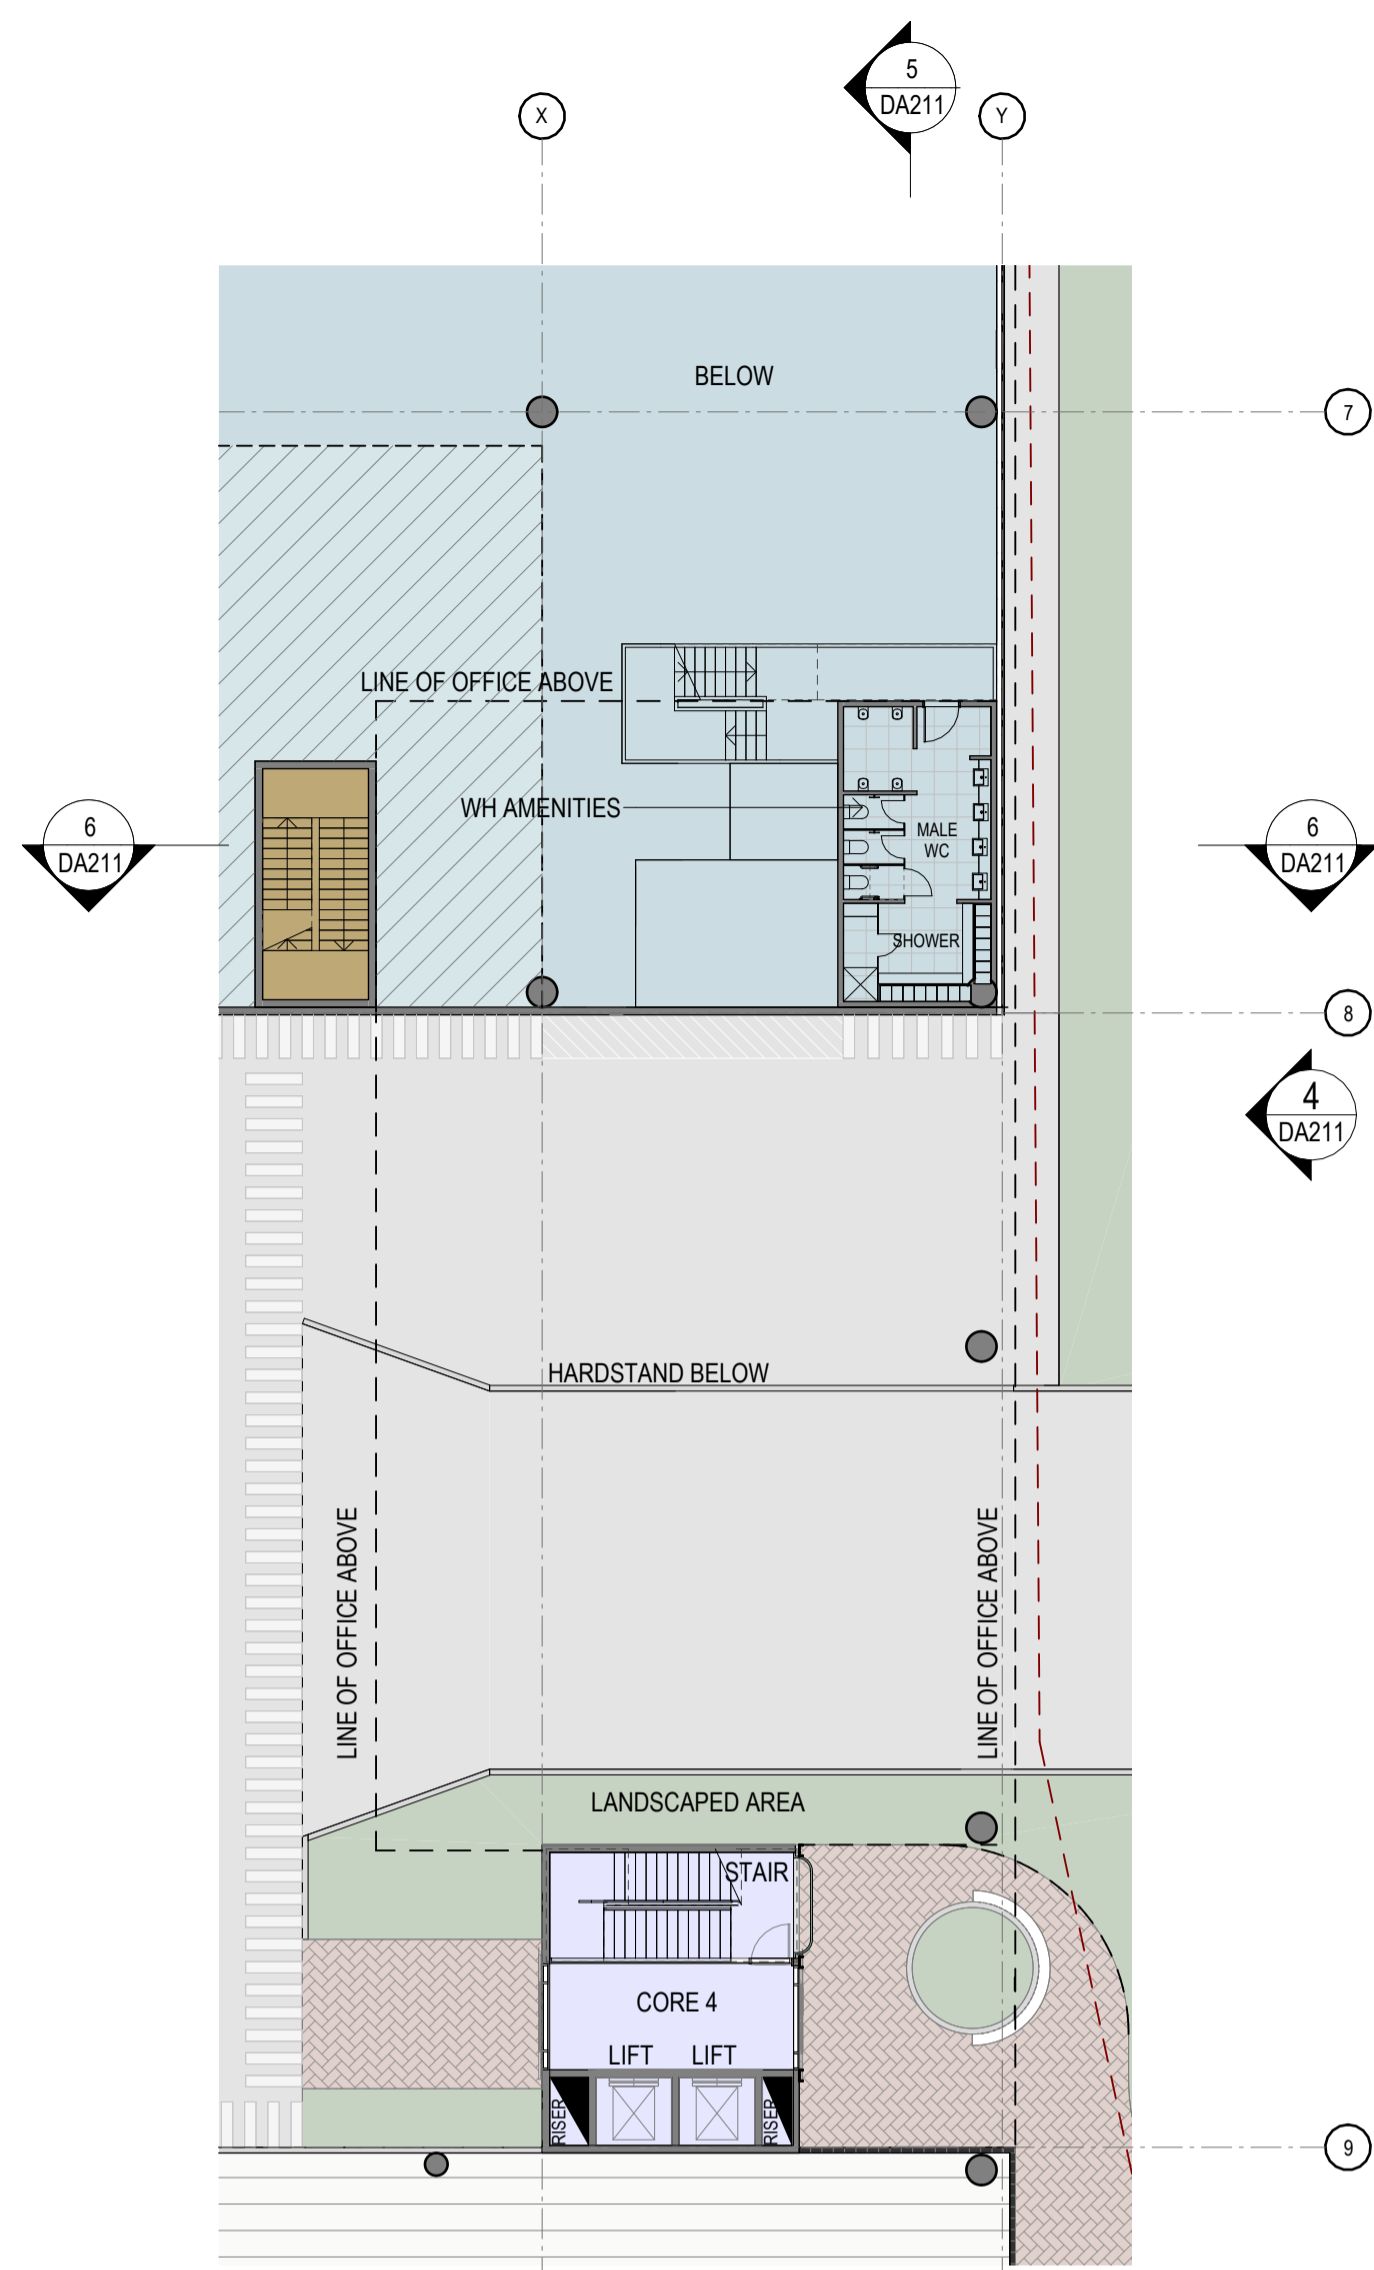 5
DA211
X
Y
BELOW
7
LINE OF OFFICE ABOVE
WH AMENITIES
MALE
WC
6
DA211
6
DA211
SHOWER
8
4
DA211
HARDSTAND BELOW
LINE OF OFFICE ABOVE
LINE OF OFFICE ABOVE
LANDSCAPED AREA
STAIR
CORE 4
LIFT
LIFT
RISER
RISER
9